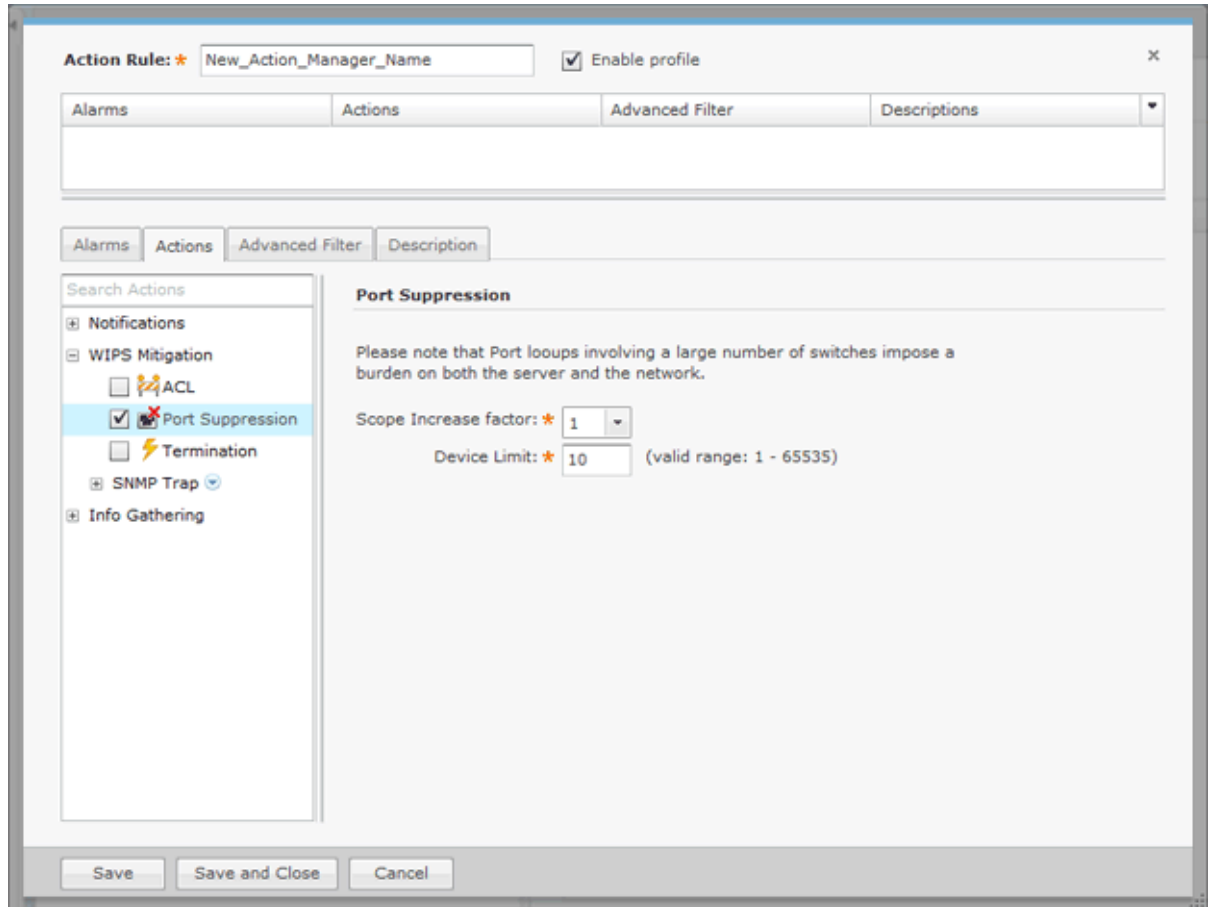 Action Rule: * New_Action_Manager_Name Enable profile
Alarms Actions Advanced Filter Descriptions
Alarms Actions Advanced Filter Description
Search Actions
Port Suppression
Notifications
WIPS Mitigation
ACL
Port Suppression
Termination
SNMP Trap
Info Gathering
Please note that Port looups involving a large number of switches impose a
burden on both the server and the network.
Scope Increase factor: * 1
Device Limit: * 10 (valid range: 1 - 65535)
Save Save and Close Cancel